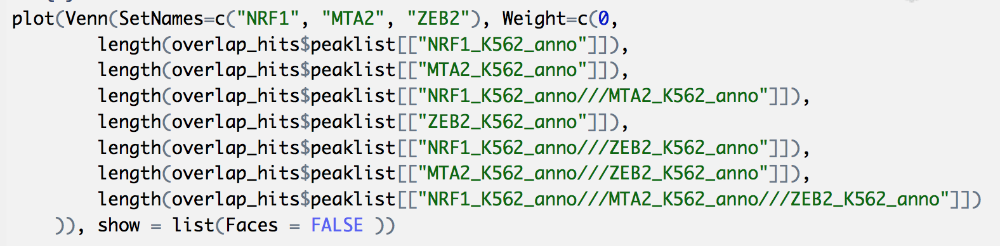 plot(Venn(SetNames=c("NRF1", "MTA2", "ZEB2"), Weight=c(0,
length(overlap_hits$peaklist[["NRF1_K562_anno"]]),
length(overlap_hits$peaklist[["MTA2_K562_anno"]]),
length(overlap_hits$peaklist[["NRF1_K562_anno///MTA2_K562_anno"]]),
length(overlap_hits$peaklist[["ZEB2_K562_anno"]]),
length(overlap_hits$peaklist[["NRF1_K562_anno///ZEB2_K562_anno"]]),
length(overlap_hits$peaklist[["MTA2_K562_anno///ZEB2_K562_anno"]]),
length(overlap_hits$peaklist[["NRF1_K562_anno///MTA2_K562_anno///ZEB2_K562_anno"]])
)), show = list(Faces = FALSE ))